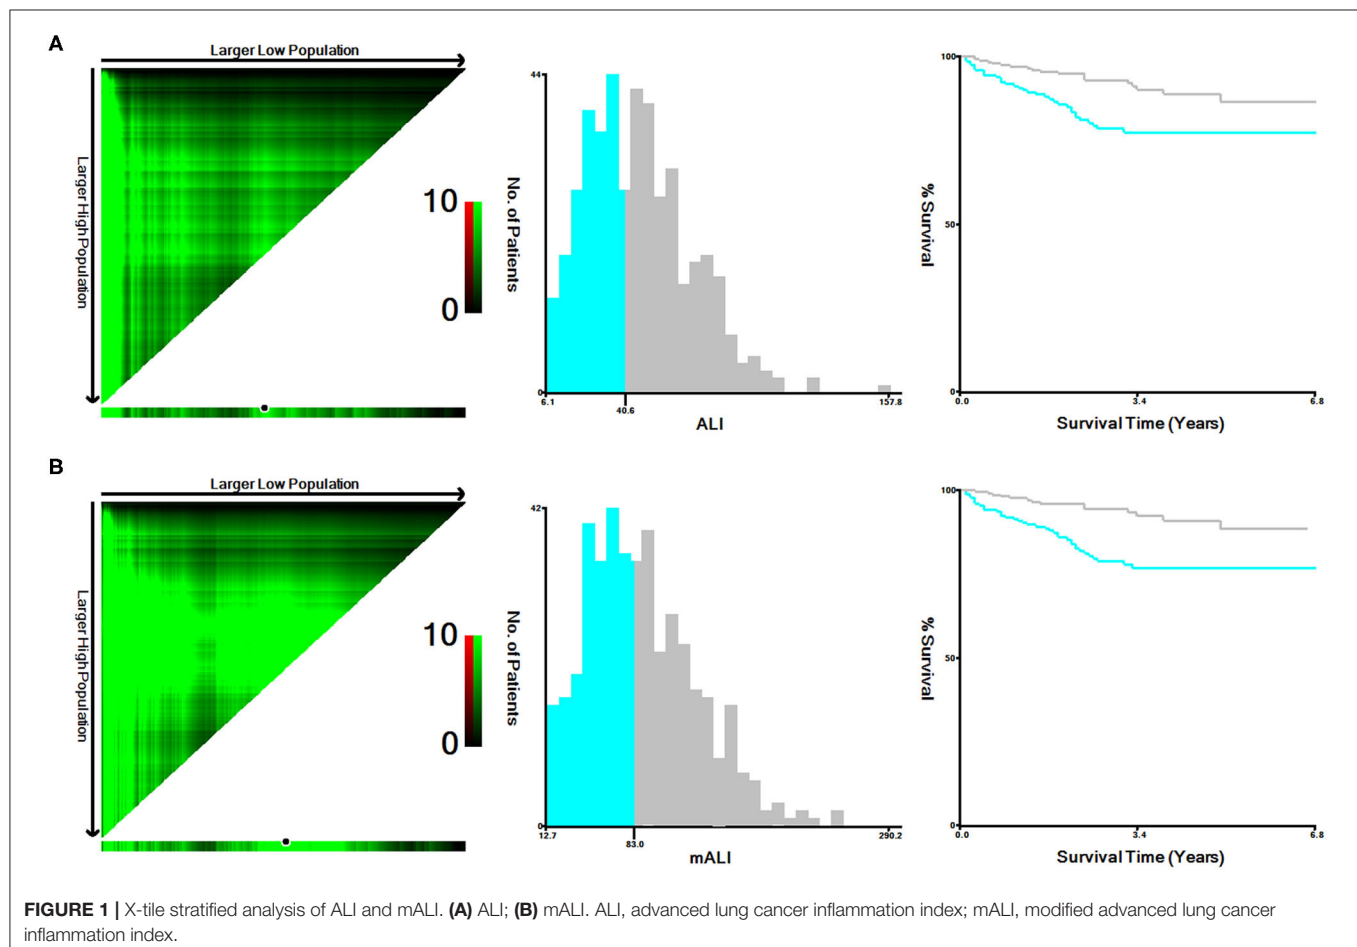 A
Larger Low Population
Larger High Population
10
0
44
No. of Patients
0
6.1
40.6
157.8
ALI
100
% Survival
50
0
0.0
3.4
6.8
Survival Time (Years)
B
Larger Low Population
Larger High Population
10
0
42
No. of Patients
0
12.7
83.0
290.2
mALI
100
% Survival
50
0
0.0
3.4
6.8
Survival Time (Years)
FIGURE 1 | X-tile stratified analysis of ALI and mALI. (A) ALI; (B) mALI. ALI, advanced lung cancer inflammation index; mALI, modified advanced lung cancer
inflammation index.